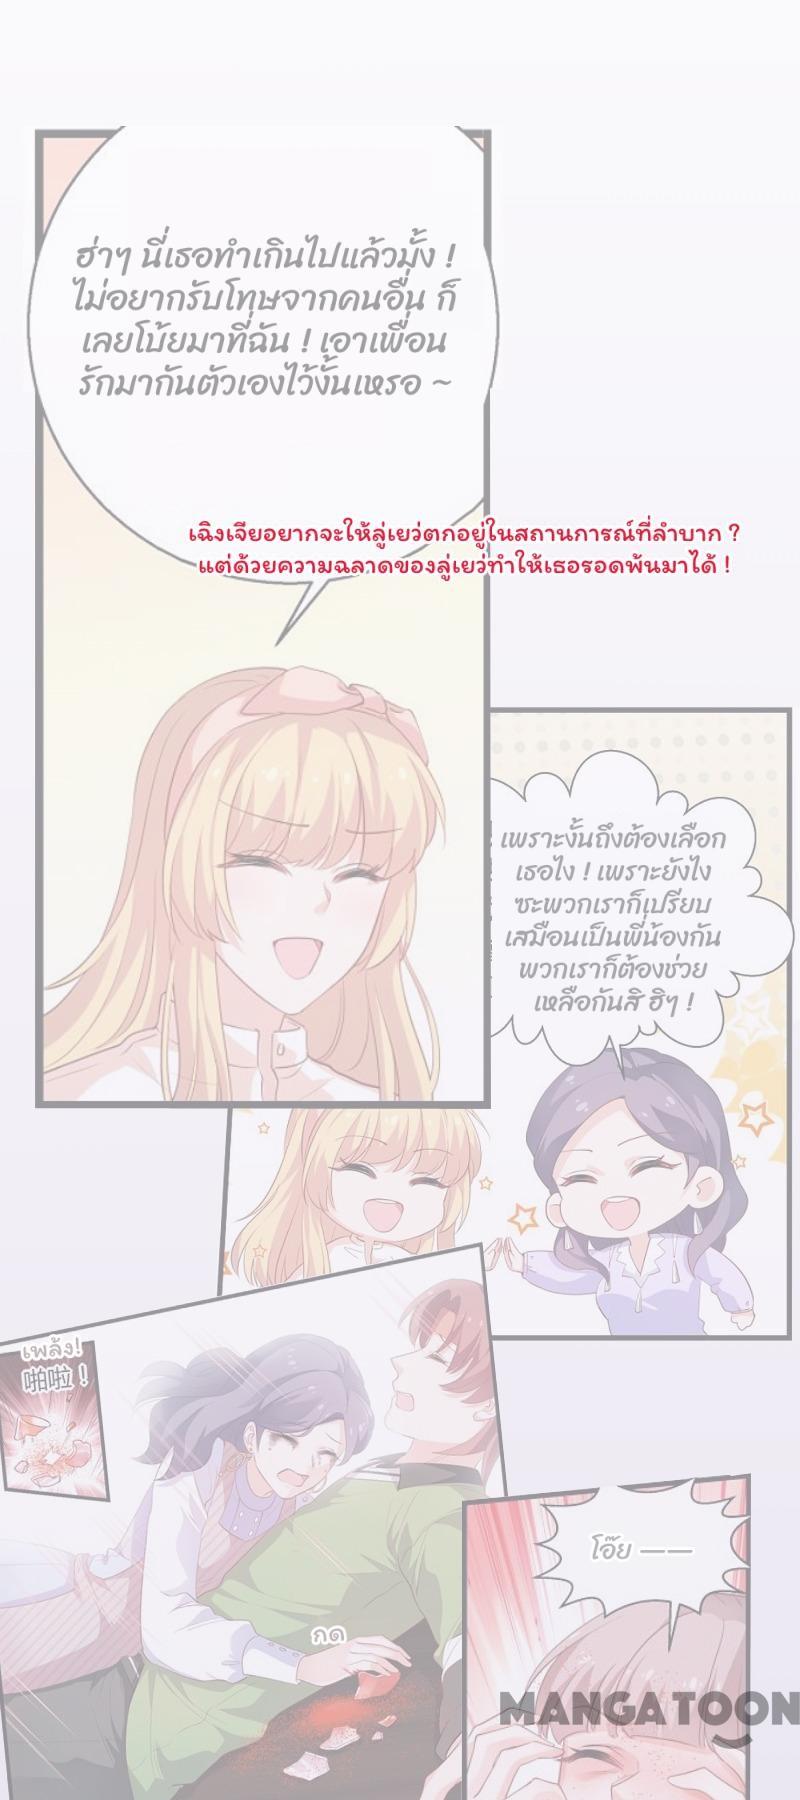 ฮ่าๆ นี่เธอทำเกินไปแล้วมั้ง !
ไม่อยากรับโทษจากคนอื่น ก็
เลยโบ้ยมาที่ฉัน ! เอาเพื่อน
รักมากันตัวเองไว้งั้นเหรอ ~
เฉิงเจียอยากจะให้ลู่เยว่ตกอยู่ในสถานการณ์ที่ลำบาก ?
แต่ด้วยความฉลาดของลู่เยว่ทำให้เธอรอดพ้นมาได้ !
เพราะงั้นถึงต้องเลือก
เธอไง ! เพราะยังไง
ซะพวกเราก็เปรียบ
เสมือนเป็นพี่น้องกัน
พวกเราก็ต้องช่วย
เหลือกันสิ ฮิๆ !
เพล้ง!
啪啦！
โอ๊ย ——
กด
MANGATOON